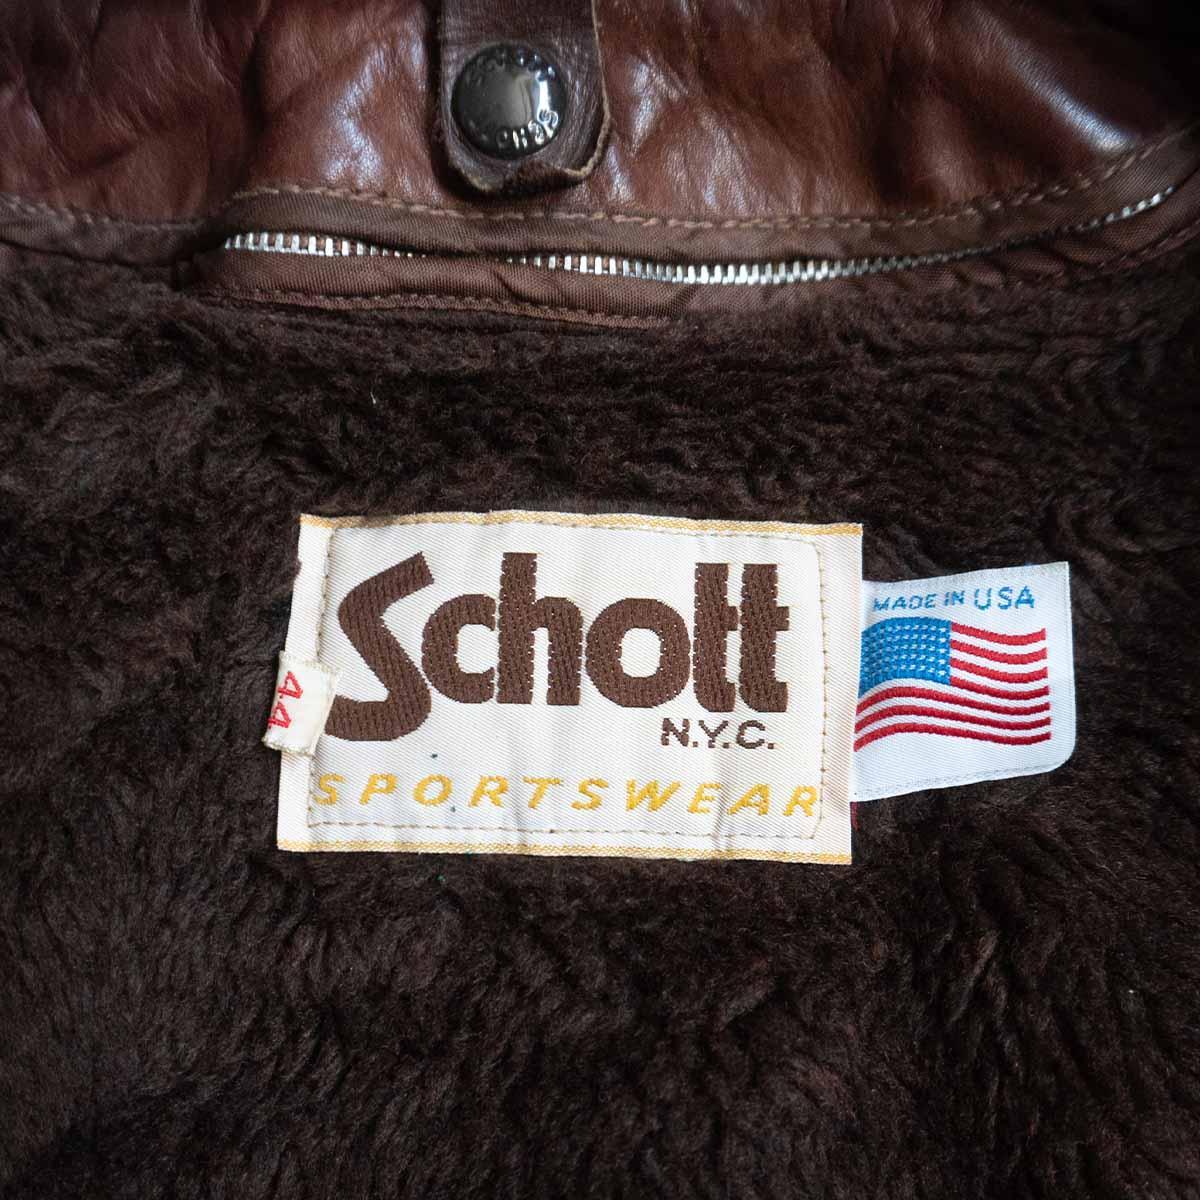 Schott
N.Y.C.
SPORTSWEAR
44
MADE IN USA